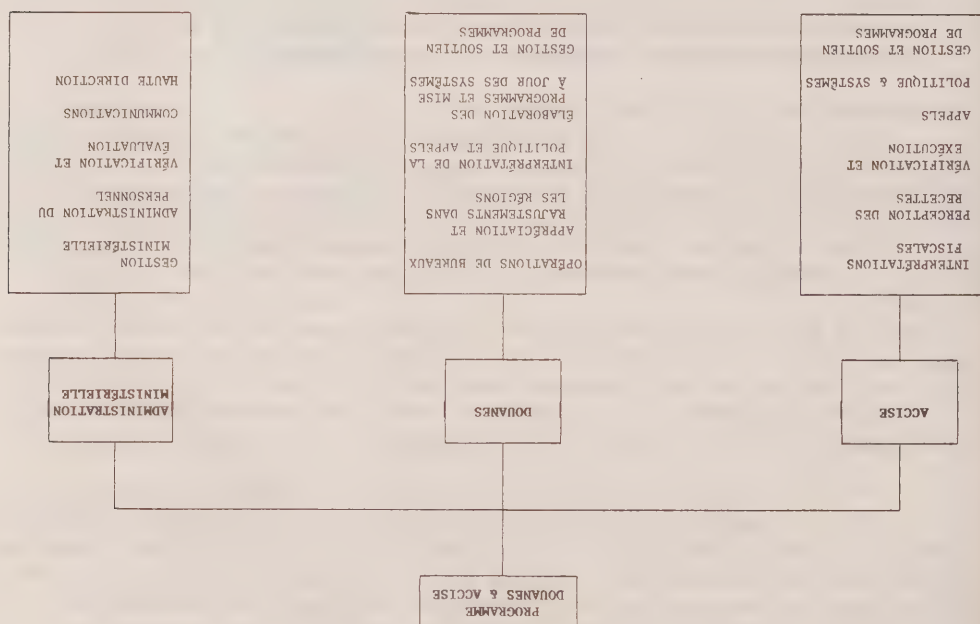 PROGRAMME
DOUANES & ACCISE
ACCISE
DOUANES
ADMINISTRATION
MINISTÉRIELLE
INTERPRÉTATIONS
FISCALES
PERCEPTION DES
RECETTES
VÉRIFICATION ET
EXÉCUTION
APPELS
POLITIQUE & SYSTÈMES
GESTION ET SOUTIEN
DE PROGRAMMES
OPÉRATIONS DE BUREAUX
APPRÉCIATION ET
RAJUSTEMENTS DANS
LES RÉGIONS
INTERPRÉTATION DE LA
POLITIQUE ET APPELS
ÉLABORATION DES
PROGRAMMES ET MISE
À JOUR DES SYSTÈMES
GESTION ET SOUTIEN
DE PROGRAMMES
GESTION
MINISTÉRIELLE
ADMINISTRATION DU
PERSONNEL
VÉRIFICATION ET
ÉVALUATION
COMMUNICATIONS
HAUTE DIRECTION